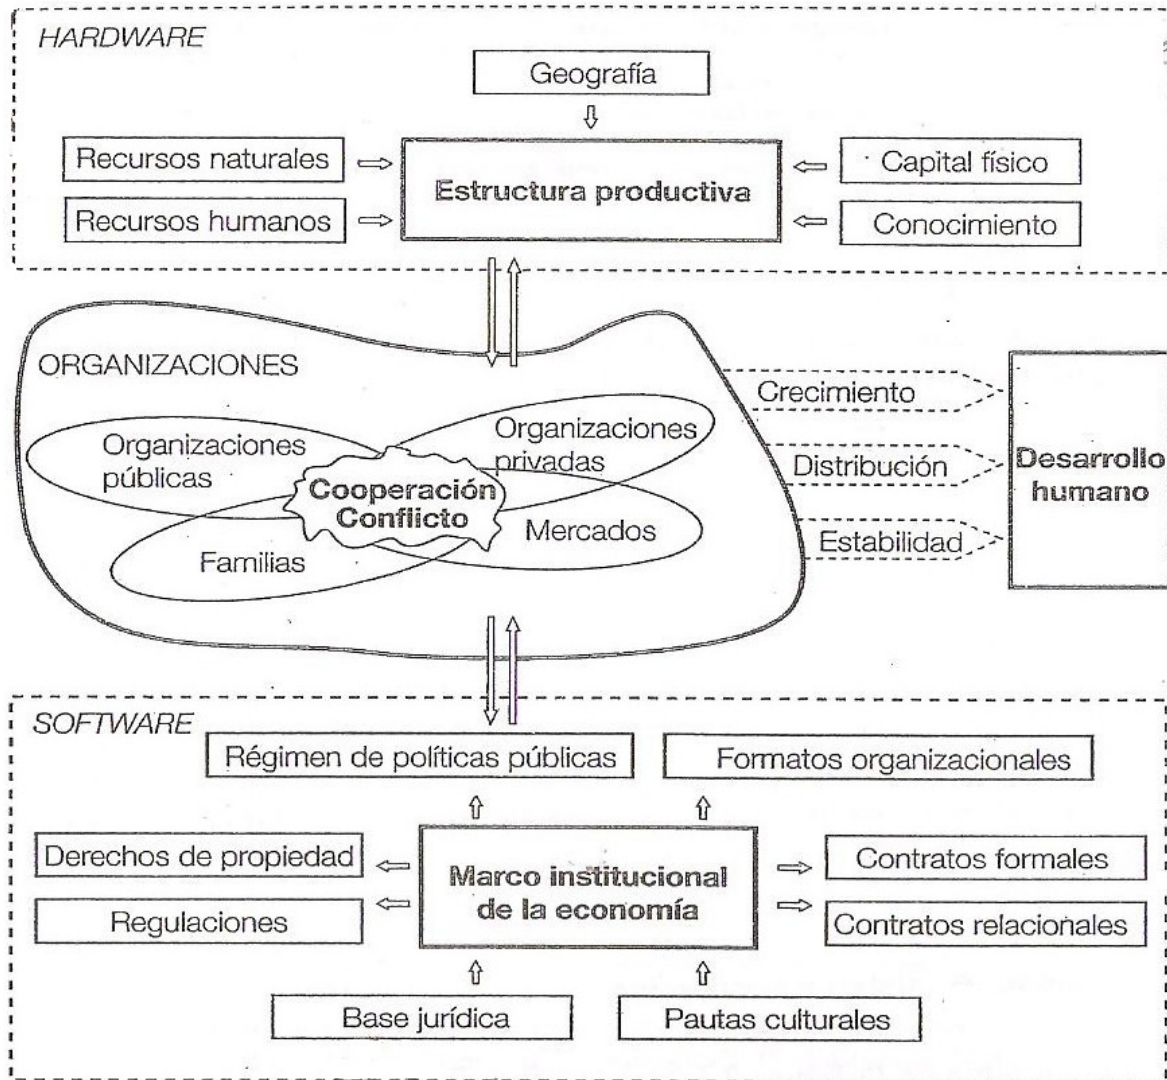 HARDWARE
Geografía
Recursos naturales
Recursos humanos
Estructura productiva
Capital físico
Conocimiento
ORGANIZACIONES
Organizaciones
públicas
Organizaciones
privadas
Cooperación
Conflicto
Familias
Mercados
Crecimiento
Distribución
Estabilidad
Desarrollo
humano
SOFTWARE
Régimen de políticas públicas
Formatos organizacionales
Derechos de propiedad
Regulaciones
Marco institucional
de la economía
Contratos formales
Contratos relacionales
Base jurídica
Pautas culturales